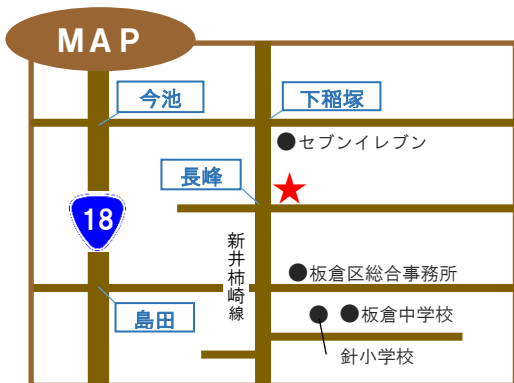 MAP
今池
下稲塚
セブンイレブン
長峰
18
新井柿崎線
板倉区総合事務所
島田
板倉中学校
針小学校